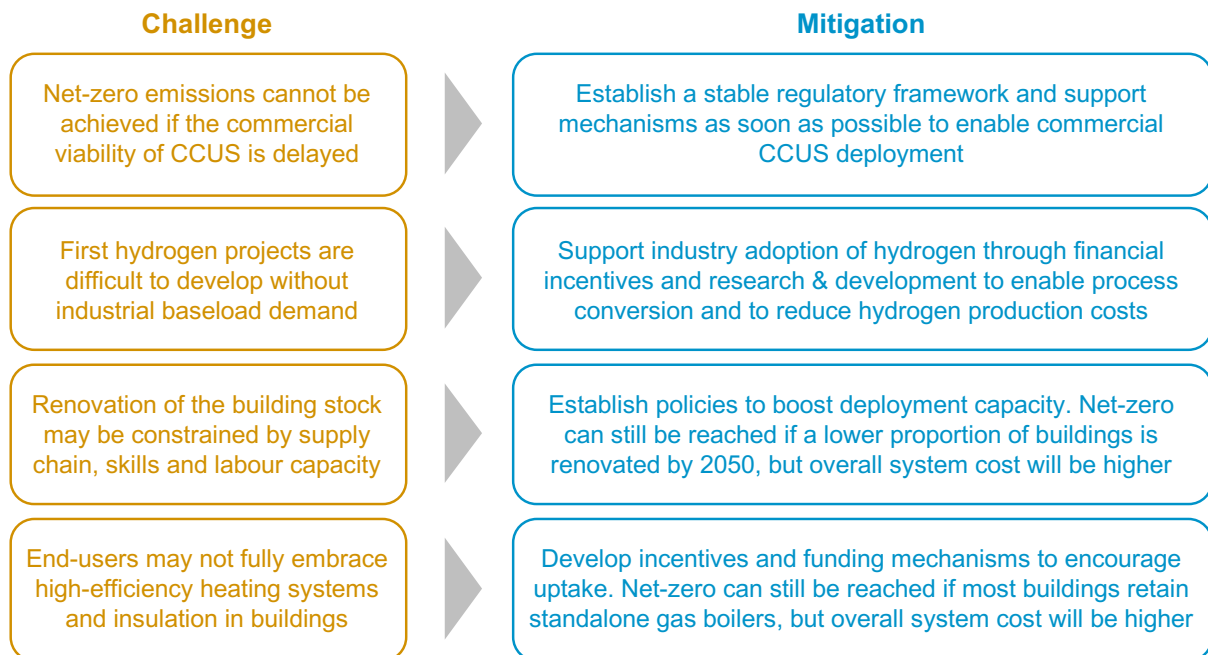 Challenge
Mitigation
Net-zero emissions cannot be
achieved if the commercial
viability of CCUS is delayed
Establish a stable regulatory framework and support
mechanisms as soon as possible to enable commercial
CCUS deployment
First hydrogen projects are
difficult to develop without
industrial baseload demand
Support industry adoption of hydrogen through financial
incentives and research & development to enable process
conversion and to reduce hydrogen production costs
Renovation of the building stock
may be constrained by supply
chain, skills and labour capacity
Establish policies to boost deployment capacity. Net-zero
can still be reached if a lower proportion of buildings is
renovated by 2050, but overall system cost will be higher
End-users may not fully embrace
high-efficiency heating systems
and insulation in buildings
Develop incentives and funding mechanisms to encourage
uptake. Net-zero can still be reached if most buildings retain
standalone gas boilers, but overall system cost will be higher